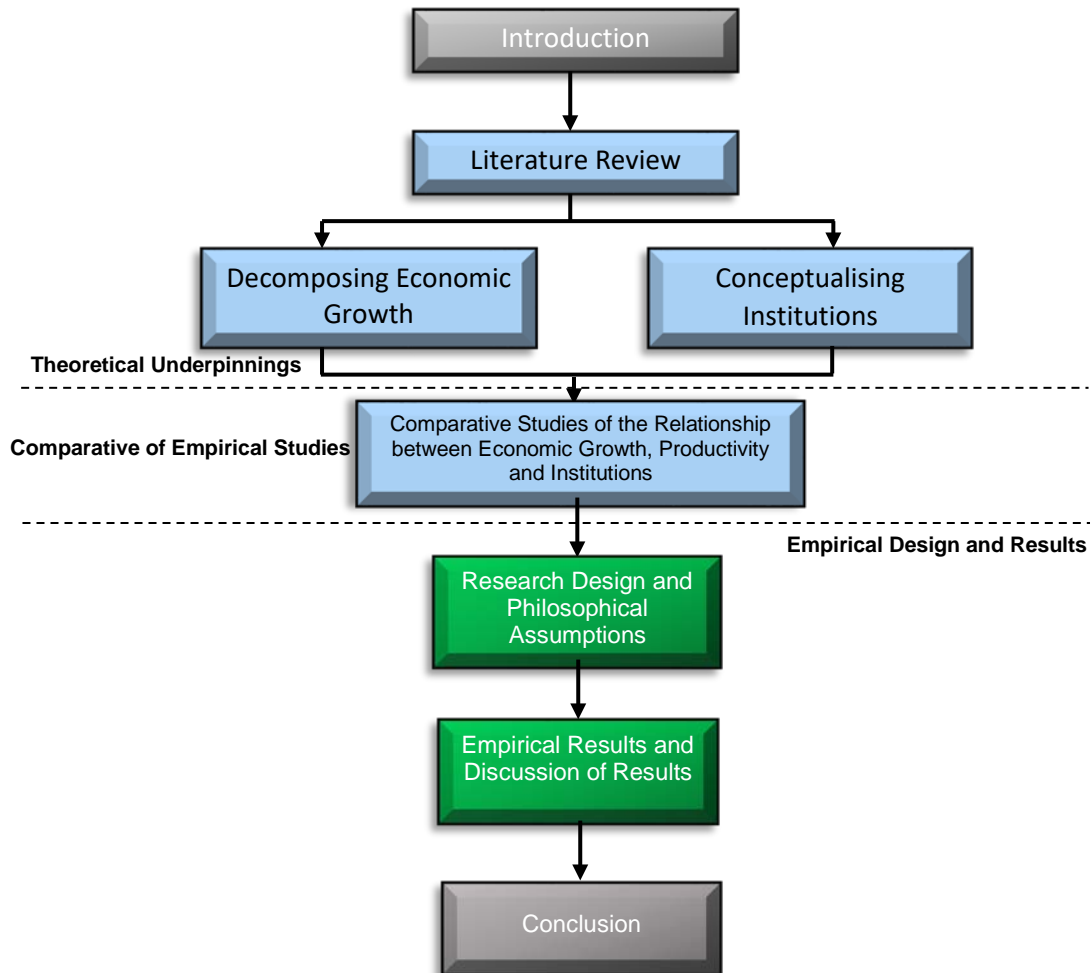 Introduction
Literature Review
Decomposing Economic
Growth
Conceptualising
Institutions
Theoretical Underpinnings
Comparative of Empirical Studies
Comparative Studies of the Relationship
between Economic Growth, Productivity
and Institutions
Empirical Design and Results
Research Design and
Philosophical
Assumptions
Empirical Results and
Discussion of Results
Conclusion